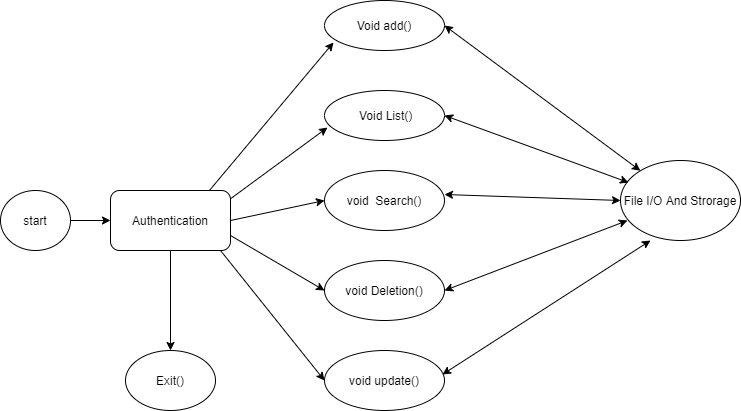 Void add()
Void List()
void  Search()
File I/O And Strorage
start
Authentication
void Deletion()
Exit()
void update()